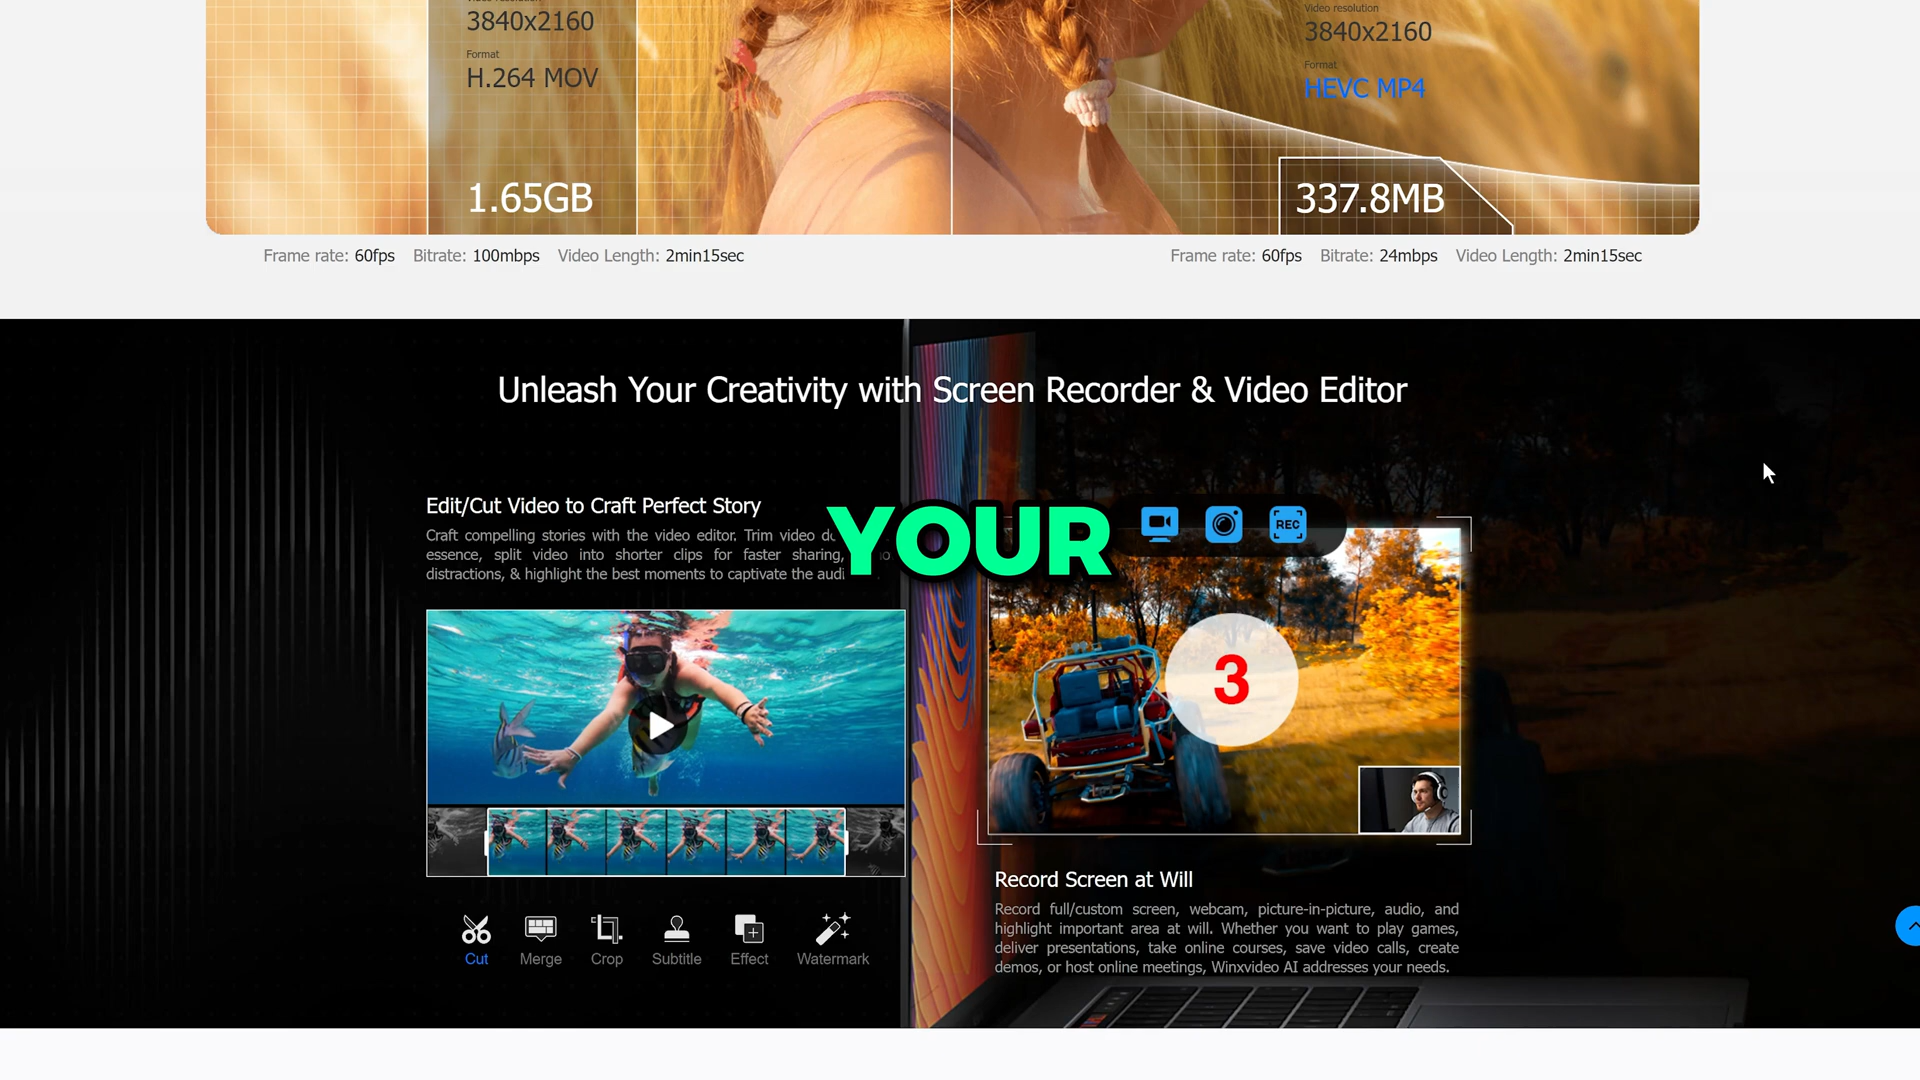 Video resolution
3840x2160
Format
H.264 MOV
1.65GB
Video resolution
3840x2160
Format
HEVC MP4
337.8MB
Frame rate: 60fps Bitrate: 100mbps Video Length: 2min15sec
Frame rate: 60fps Bitrate: 24mbps Video Length: 2min15sec
Unleash Your Creativity with Screen Recorder & Video Editor
Edit/Cut Video to Craft Perfect Story
Craft compelling stories with the video editor. Trim video
essence, split video into shorter clips for faster sharing,
distractions, & highlight the best moments to captivate the
YOUR
REC
3
Cut
Merge
Crop
Subtitle
Effect
Watermark
Record Screen at Will
Record full/custom screen, webcam, picture-in-picture, audio, and
highlight important area at will. Whether you want to play games,
deliver presentations, take online courses, save video calls, create
demos, or host online meetings, Winxvideo AI addresses your needs.